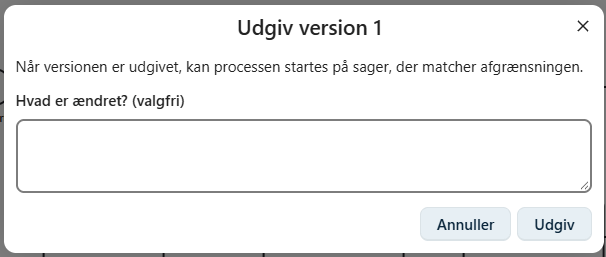 Udgiv version 1
Når versionen er udgivet, kan processen startes på sager, der matcher afgrænsningen.
Hvad er ændret? (valgfri)
Annuller
Udgiv